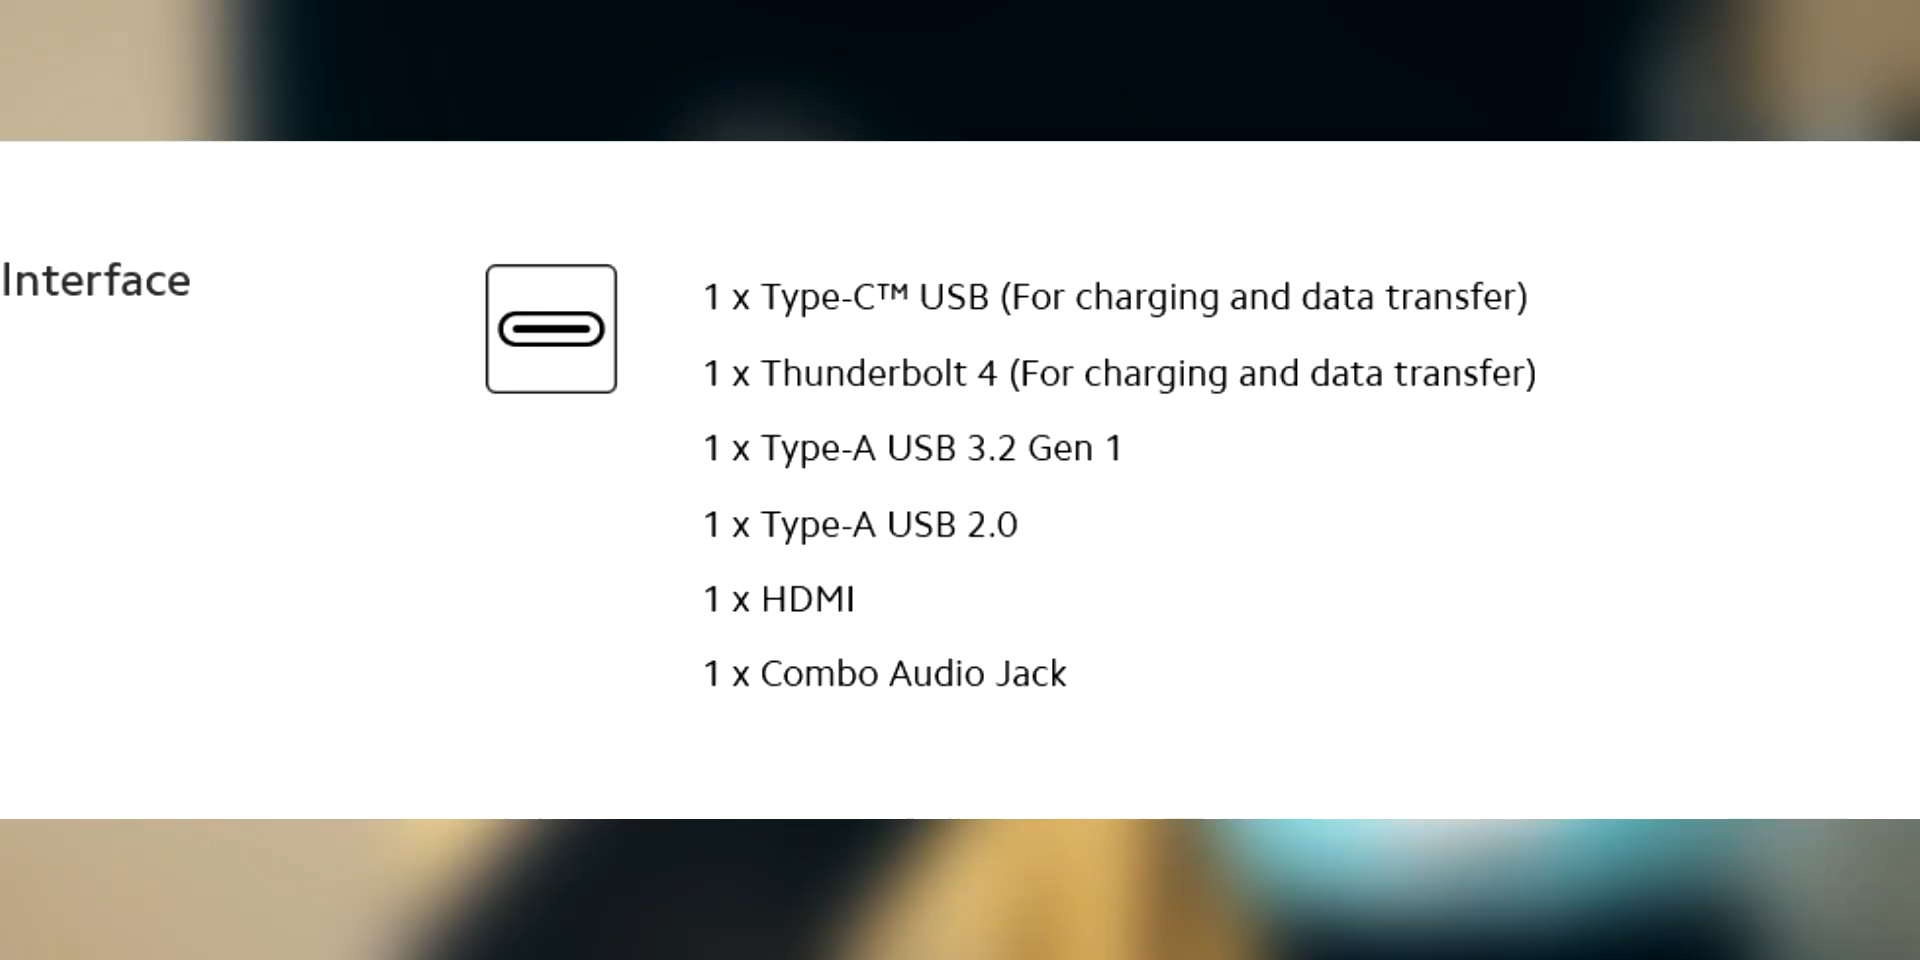 Interface
1 x Type-C™ USB (For charging and data transfer)
1 x Thunderbolt 4 (For charging and data transfer)
1 x Type-A USB 3.2 Gen 1
1 x Type-A USB 2.0
1 x HDMI
1 x Combo Audio Jack